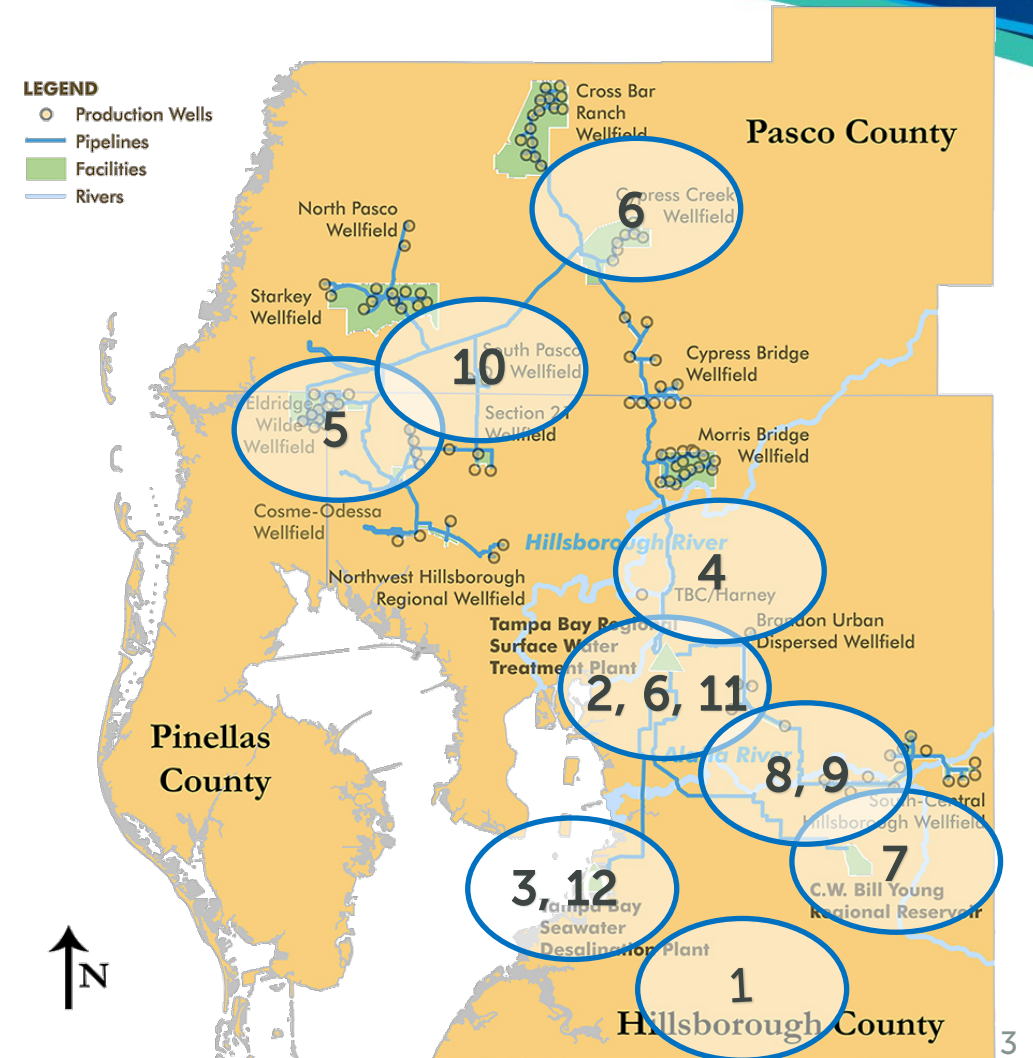 LEGEND
Production Wells
Pipelines
Facilities
Rivers
Cross Bar
Ranch
Wellfield
Pasco County
Cypress Creek
Wellfield
6
North Pasco
Wellfield
Starkey
Wellfield
10
South Pasco
Wellfield
Cypress Bridge
Wellfield
Eldridge
Wilde
Wellfield
5
Section 21
Wellfield
Morris Bridge
Wellfield
Cosme-Odessa
Wellfield
Hillsborough River
4
Northwest Hillsborough
Regional Wellfield
TBC/Harney
Tampa Bay Regional
Surface Water
Treatment Plant
Brandon Urban
Dispersed Wellfield
2, 6, 11
Pinellas
County
Alafia River
8, 9
South-Central
Hillsborough Wellfield
7
C.W. Bill Young
Regional Reservoir
3, 12
Tampa Bay
Seawater
Desalination Plant
1
Hillsborough County
N
3